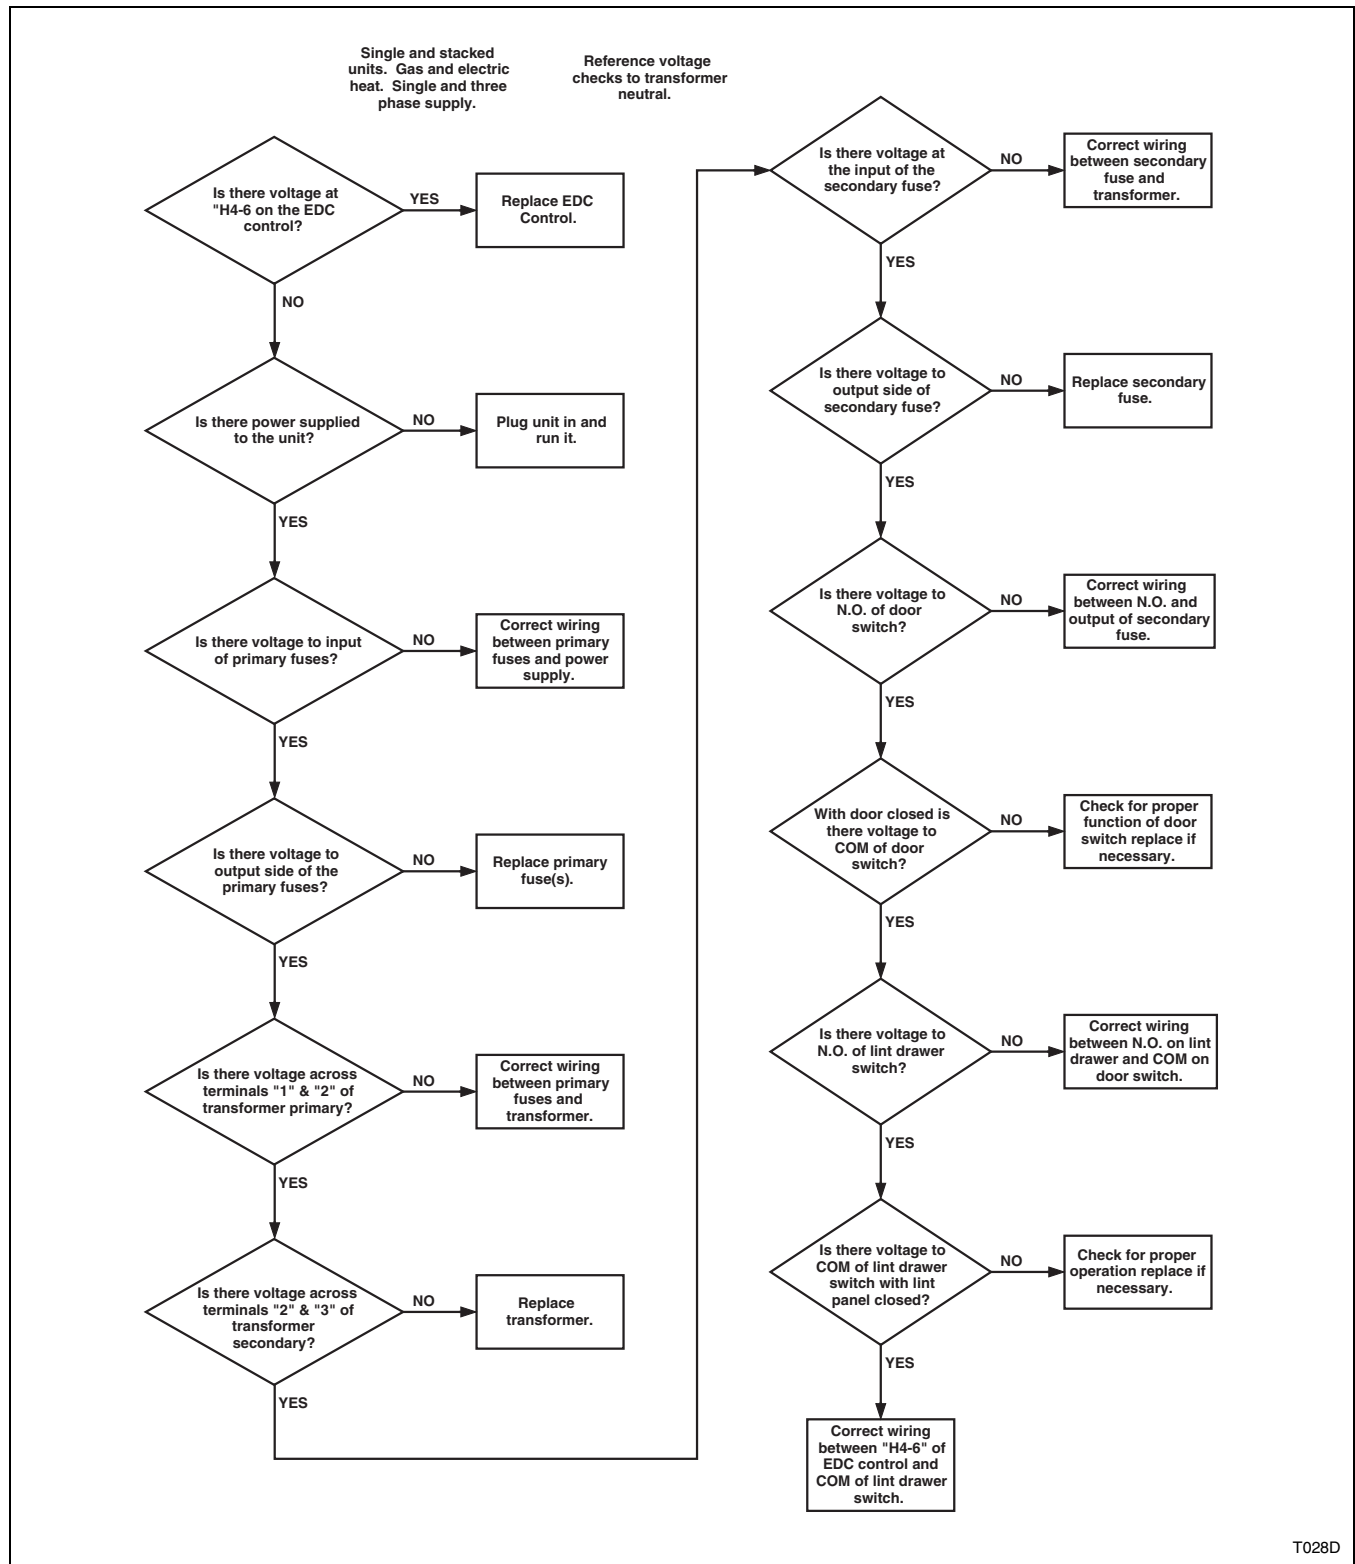 Single and stacked
units.  Gas and electric
heat.  Single and three
phase supply.
Reference voltage
checks to transformer
neutral.
Is there voltage at
"H4-6 on the EDC
control?
YES
Replace EDC
Control.
NO
Is there power supplied
to the unit?
NO
Plug unit in and
run it.
YES
Is there voltage to input
of primary fuses?
NO
Correct wiring
between primary
fuses and power
supply.
YES
Is there voltage to
output side of the
primary fuses?
NO
Replace primary
fuse(s).
YES
Is there voltage across
terminals "1" & "2" of
transformer primary?
NO
Correct wiring
between primary
fuses and
transformer.
YES
Is there voltage across
terminals "2" & "3" of
transformer
secondary?
NO
Replace
transformer.
YES
Is there voltage at
the input of the
secondary fuse?
NO
Correct wiring
between secondary
fuse and
transformer.
YES
Is there voltage to
output side of
secondary fuse?
NO
Replace secondary
fuse.
YES
Is there voltage to
N.O. of door
switch?
NO
Correct wiring
between N.O. and
output of secondary
fuse.
YES
With door closed is
there voltage to
COM of door
switch?
NO
Check for proper
function of door
switch replace if
necessary.
YES
Is there voltage to
N.O. of lint drawer
switch?
NO
Correct wiring
between N.O. on lint
drawer and COM on
door switch.
YES
Is there voltage to
COM of lint drawer
switch with lint
panel closed?
NO
Check for proper
operation replace if
necessary.
YES
Correct wiring
between "H4-6" of
EDC control and
COM of lint drawer
switch.
T028D